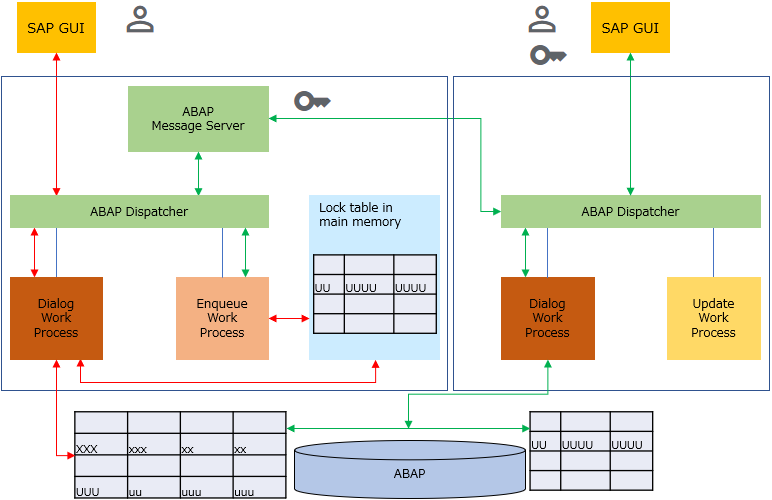 SAP GUI
SAP GUI
ABAP
Message Server
ABAP Dispatcher
Lock table in
main memory
ABAP Dispatcher
UU UUUU UUUU
Dialog
Work
Process
Enqueue
Work
Process
Dialog
Work
Process
Update
Work
Process
XXX xxx xx xx
UUU uu uuu uuu
ABAP
UU UUUU UUUU